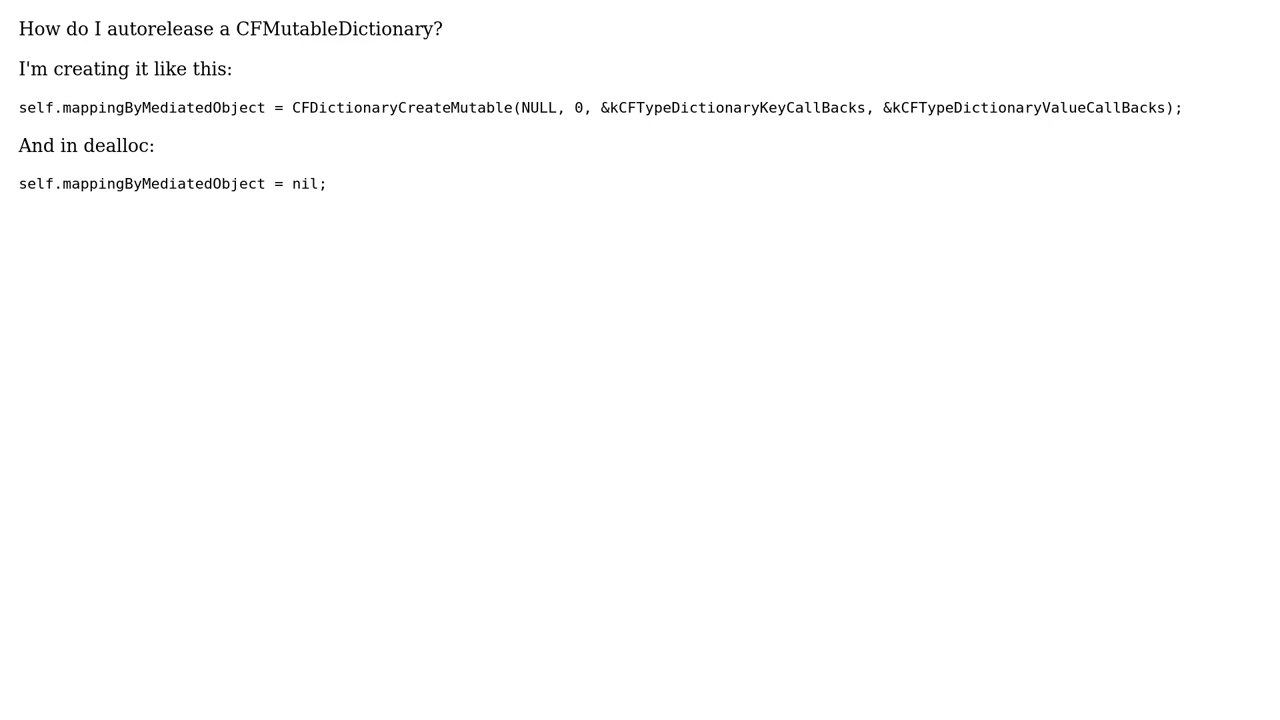 How do I autorelease a CFMutableDictionary?
I'm creating it like this:
self.mappingByMediatedObject = CFDictionaryCreateMutable(NULL, 0, &kCFTypeDictionaryKeyCallBacks, &kCFTypeDictionaryValueCallBacks);
And in dealloc:
self.mappingByMediatedObject = nil;